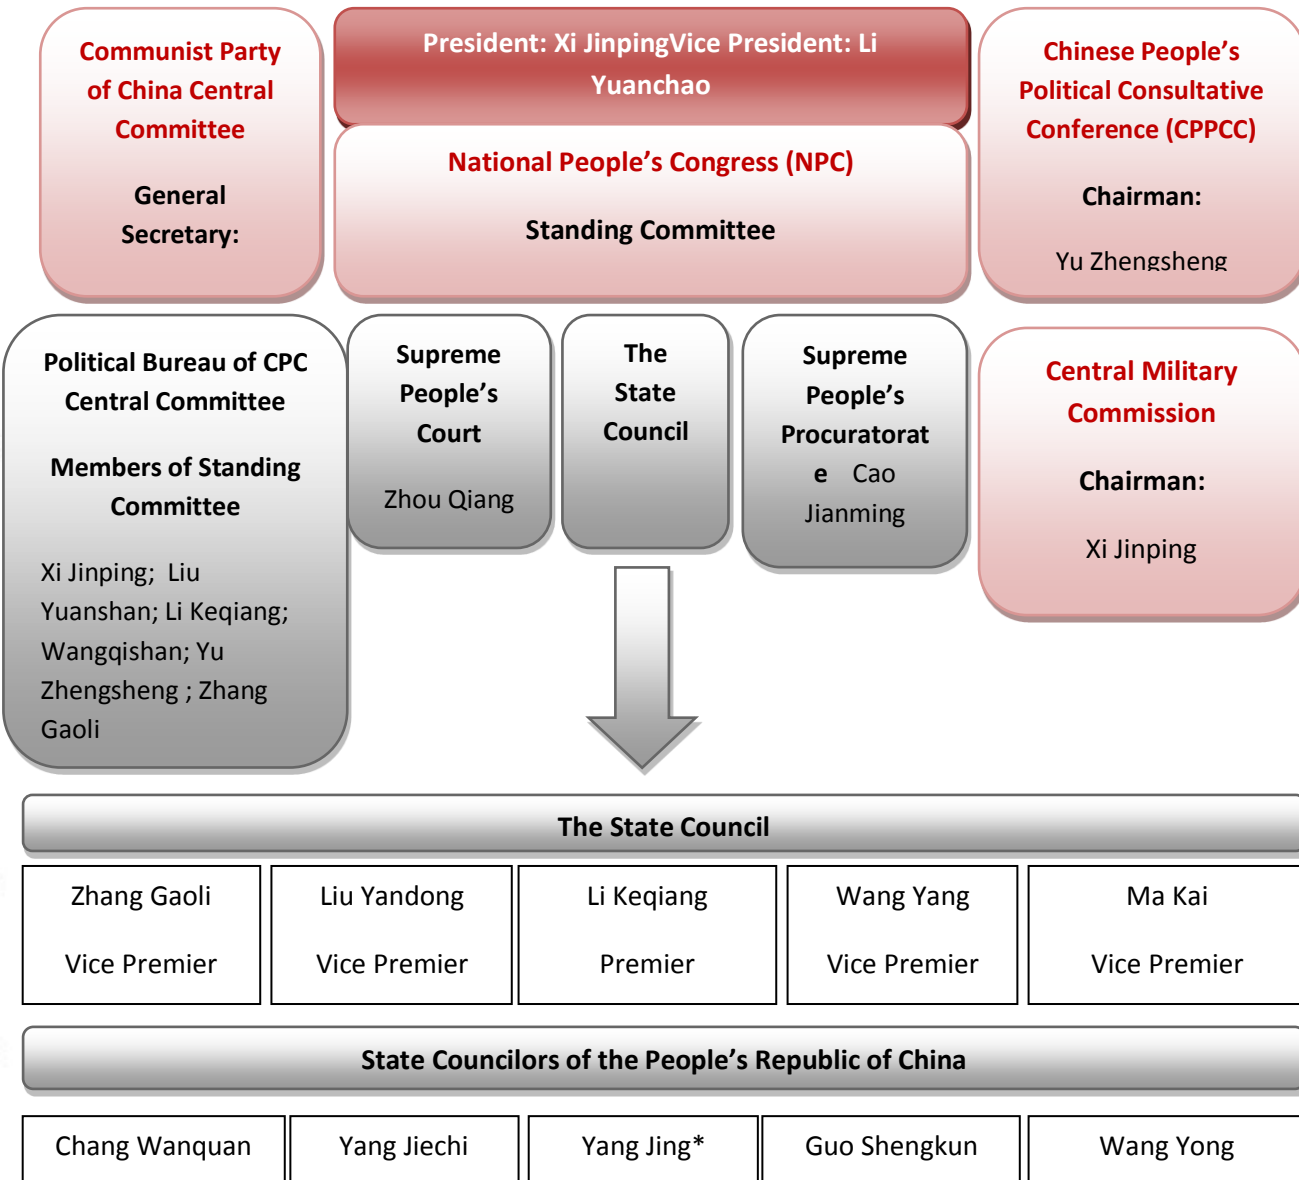 Communist Party
of China Central
Committee
General
Secretary:
President: Xi JinpingVice President: Li
Yuanchao
National People’s Congress (NPC)
Standing Committee
Chinese People’s
Political Consultative
Conference (CPPCC)
Chairman:
Yu Zhengsheng
Political Bureau of CPC
Central Committee
Members of Standing
Committee
Xi Jinping;  Liu
Yuanshan; Li Keqiang;
Wangqishan; Yu
Zhengsheng ; Zhang
Gaoli
Supreme
People’s
Court
Zhou Qiang
The
State
Council
Supreme
People’s
Procuratorat
e   Cao
Jianming
Central Military
Commission
Chairman:
Xi Jinping
The State Council
Zhang Gaoli
Vice Premier
Liu Yandong
Vice Premier
Li Keqiang
Premier
Wang Yang
Vice Premier
Ma Kai
Vice Premier
State Councilors of the People’s Republic of China
Chang Wanquan
Yang Jiechi
Yang Jing*
Guo Shengkun
Wang Yong